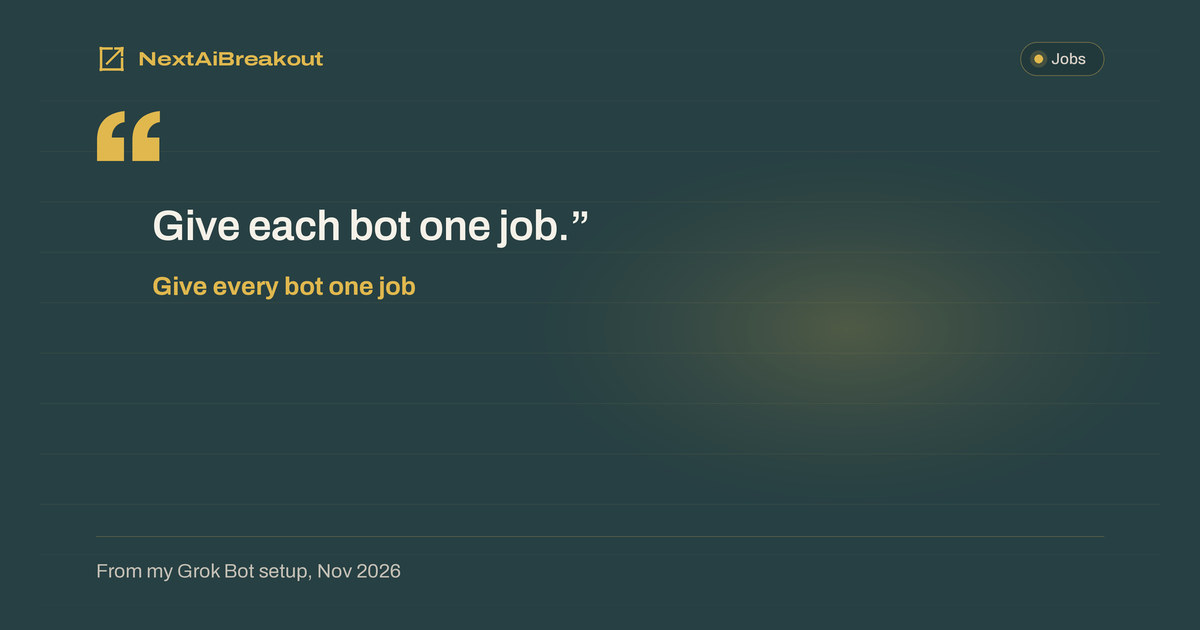 NextAiBreakout
Jobs
“
Give each bot one job.”
Give every bot one job
From my Grok Bot setup, Nov 2026